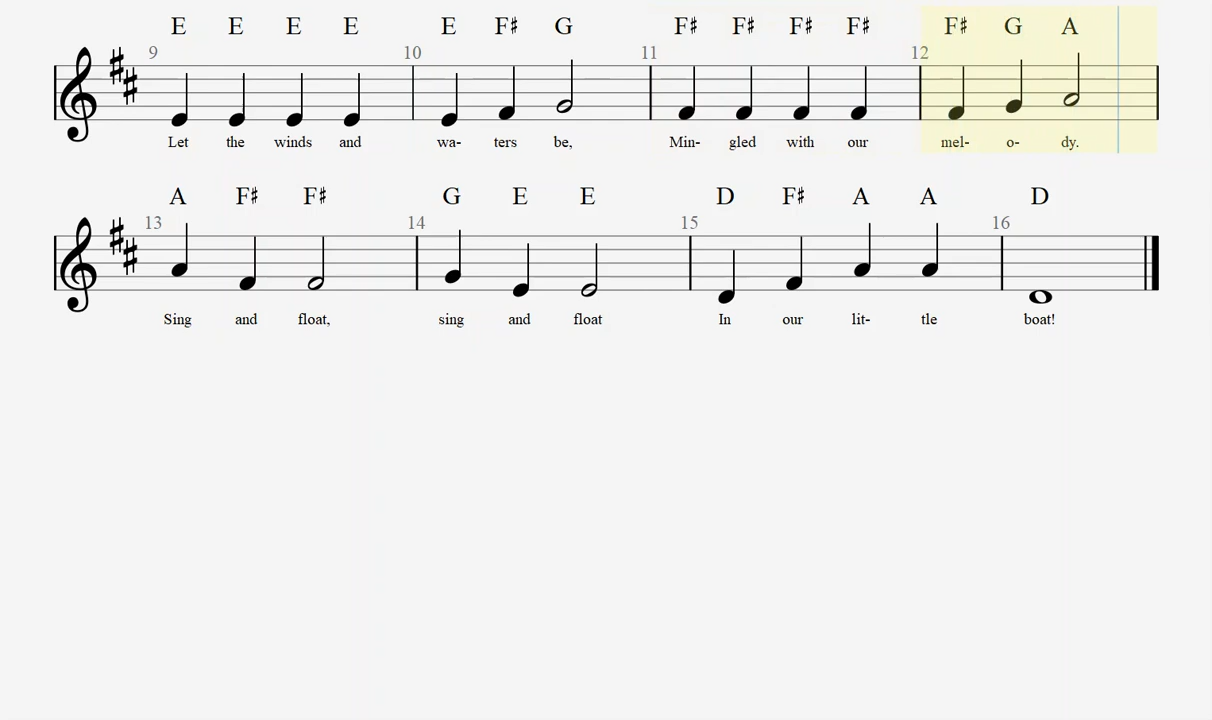 E E E E E F♯ G F♯ F♯ F♯ F♯ F♯ G A
9 10 11 12
Let the winds and wa- ters be, Min- gled with our mel- o- dy.
A F♯ F♯ G E E D F♯ A A D
13 14 15 16
Sing and float, sing and float In our lit- tle boat!